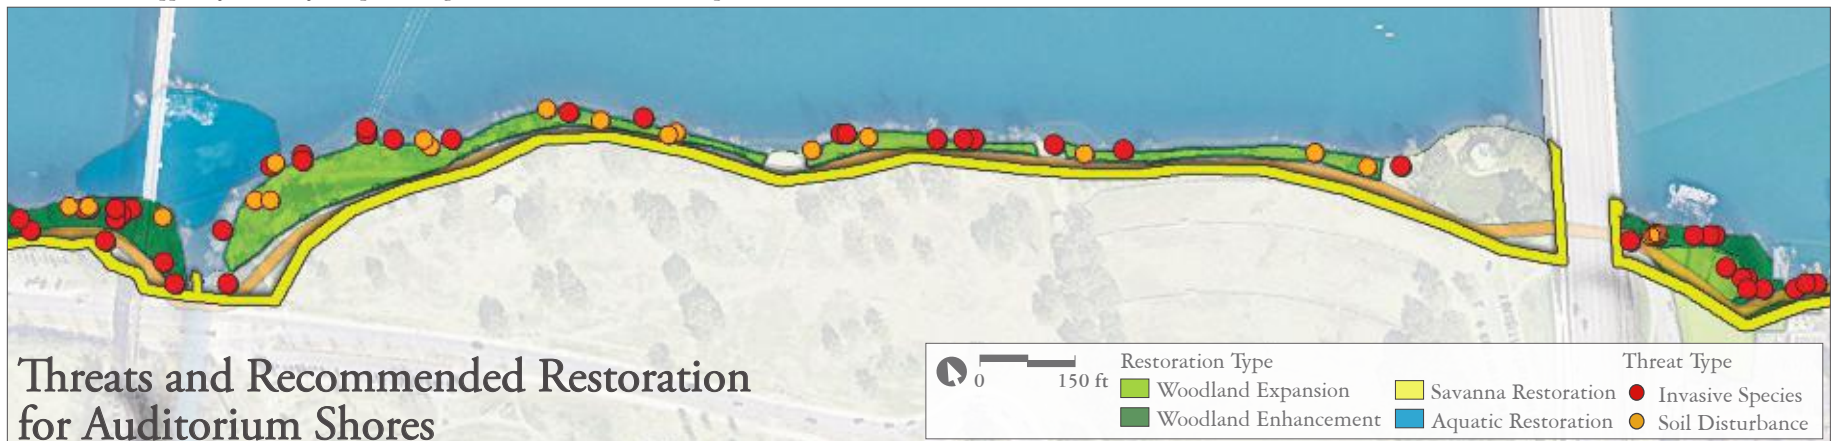 Threats and Recommended Restoration
for Auditorium Shores
0 150 ft
Restoration Type
Woodland Expansion
Woodland Enhancement
Savanna Restoration
Aquatic Restoration
Threat Type
Invasive Species
Soil Disturbance